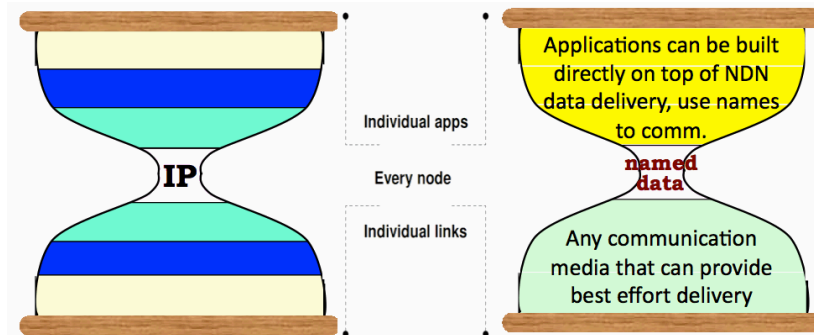 IP
Individual apps
Every node
Individual links
Applications can be built
directly on top of NDN
data delivery, use names
to comm.
named
data
Any communication
media that can provide
best effort delivery